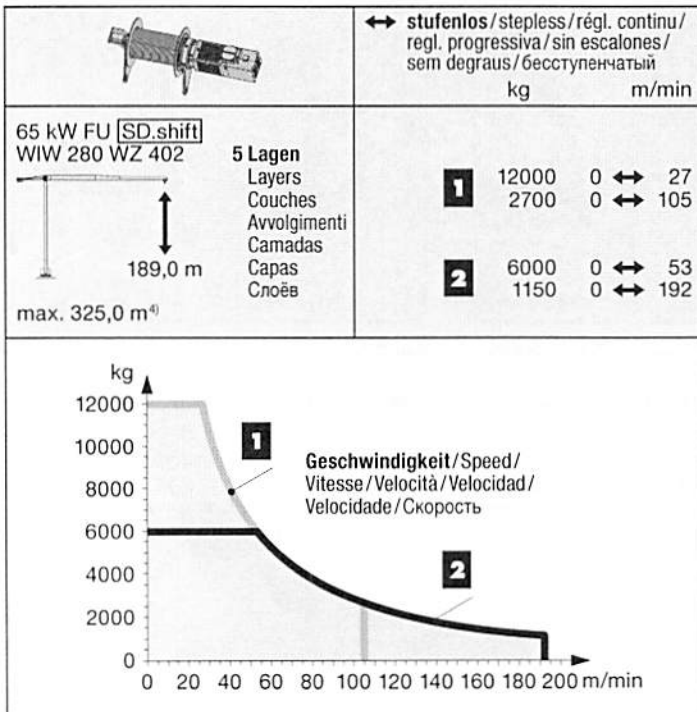 ↔ stufenlos/stepless/régl. continu/
regl. progressiva/sin escalones/
sem degraus/бесступенчатый
kg m/min
65 kW FU SD.shift
WIW 280 WZ 402
189,0 m
max. 325,0 m⁴⁾
5 Lagen
Layers
Couches
Avvolgimenti
Camadas
Capas
Слоёв
1 12000 0 ↔ 27
2700 0 ↔ 105
2 6000 0 ↔ 53
1150 0 ↔ 192
kg
12000
10000
8000
6000
4000
2000
0
1
Geschwindigkeit/Speed/
Vitesse/Velocità/Velocidad/
Velocidade/Скорость
2
0 20 40 60 80 100 120 140 160 180 200 m/min